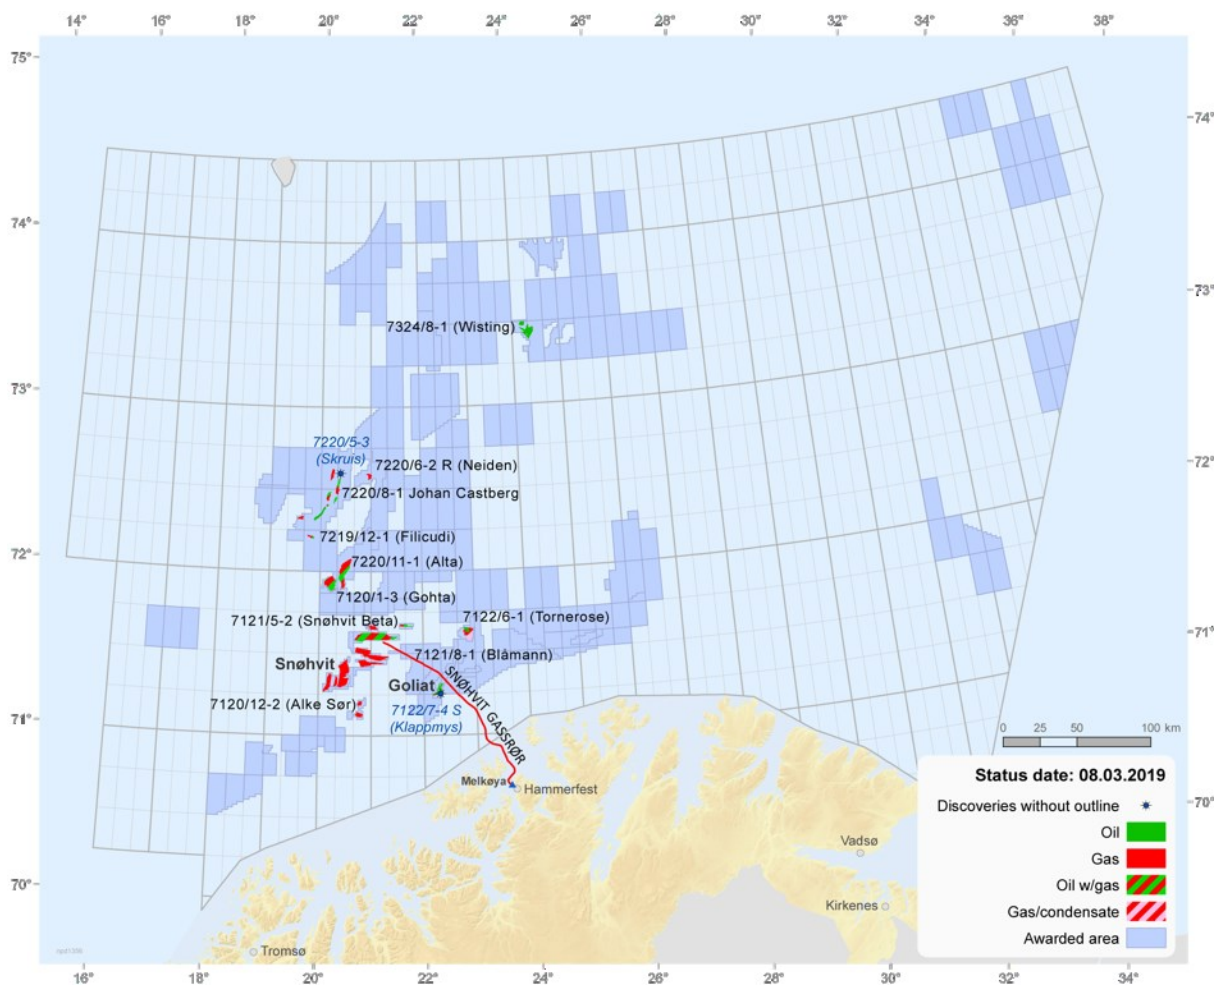 14° 16° 18° 20° 22° 24° 26° 28° 30° 32° 34° 36° 38°
75°
74°
74°
73°
7324/8-1 (Wisting)
73°
7220/5-3
(Skruis)
7220/6-2 R (Neiden)
72°
7220/8-1 Johan Castberg
7219/12-1 (Filicudi)
72°
7220/11-1 (Alta)
7120/1-3 (Gohta)
7121/5-2 (Snøhvit Beta)
7122/6-1 (Tornerose)
71°
7121/8-1 (Blåmann)
Snøhvit
SNØHVIT GASSRØR
Goliat
7120/12-2 (Alke Sør)
7122/7-4 S
(Klappmys)
71°
0 25 50 100 km
Melkøya
Hammerfest
Status date: 08.03.2019
70°
Discoveries without outline
Oil
Vadsø
Gas
70°
Oil w/gas
Kirkenes
Gas/condensate
Awarded area
Tromsø
16° 18° 20° 22° 24° 26° 28° 30° 32° 34°